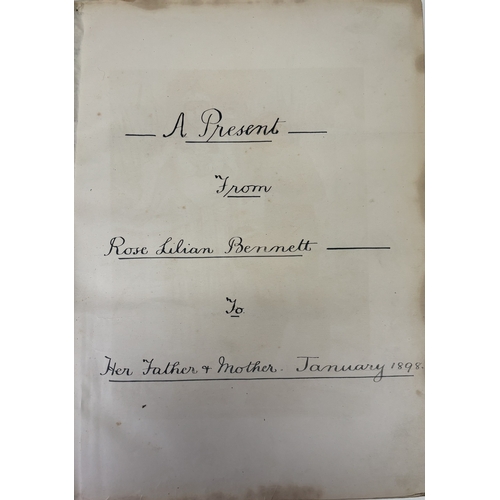 — A Present —
From
Rose Lilian Bennett —
To
Her Father & Mother. January 1898.